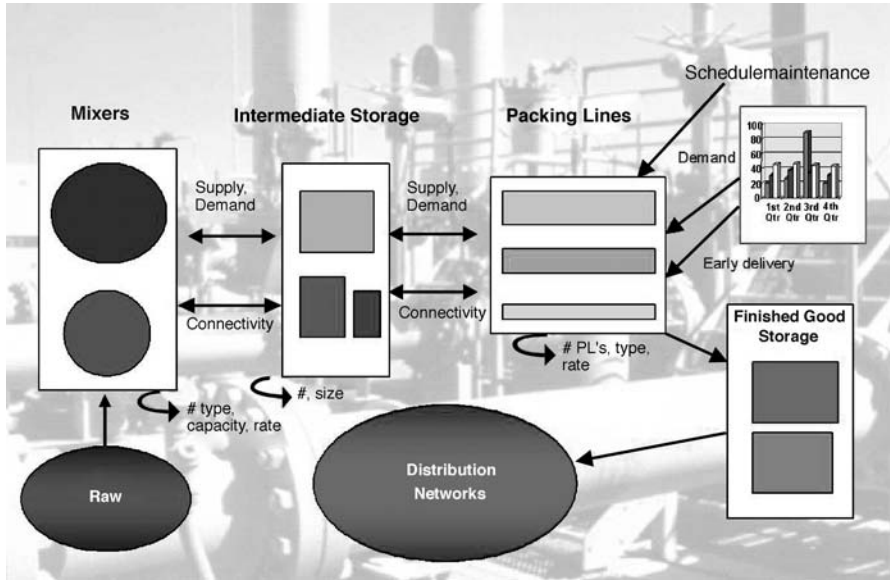 Schedulemaintenance
Mixers
Intermediate Storage
Packing Lines
100
80
60
40
20
0
1st 2nd 3rd 4th
Qtr Qtr Qtr Qtr
Demand
Supply,
Demand
Supply,
Demand
Early delivery
Connectivity
Connectivity
Finished Good
Storage
# PL's, type,
rate
#, size
# type,
capacity, rate
Distribution
Networks
Raw